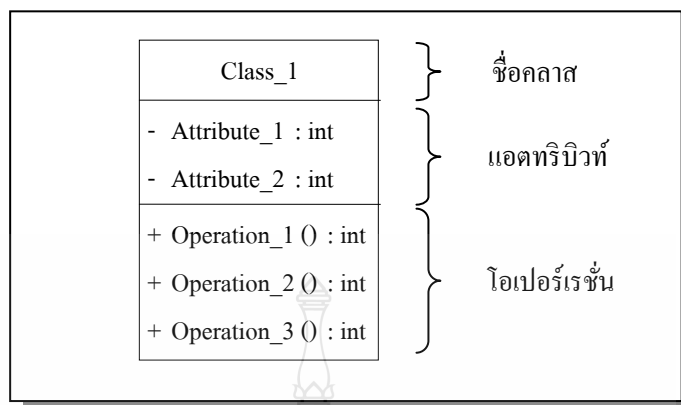 Class_1
ชื่อคลาส
- Attribute_1 : int
- Attribute_2 : int
แอตทริบิวท์
+ Operation_1 () : int
+ Operation_2 () : int
+ Operation_3 () : int
โอเปอร์เรชั่น